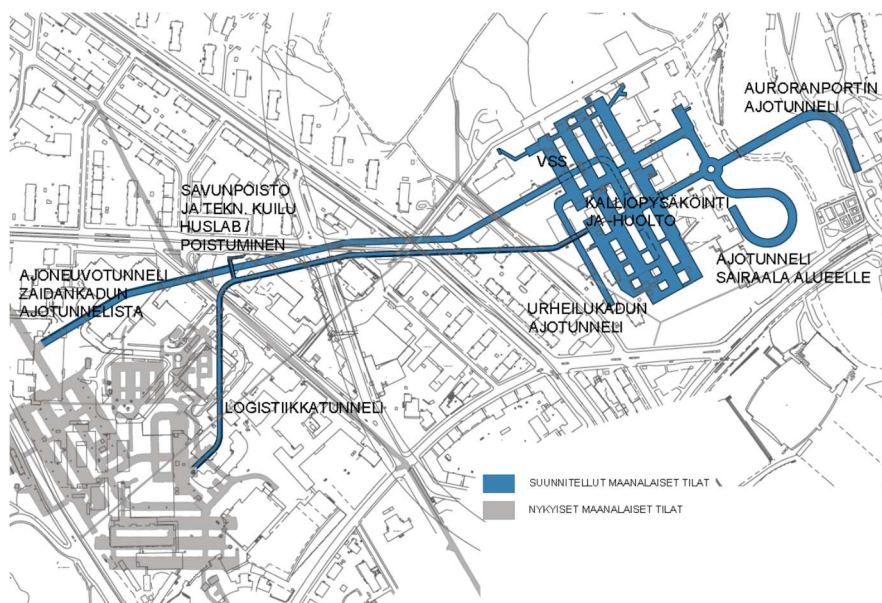 AURORANPORTIN
AJOTUNNELI
VSS
SAVUNPOISTO
JA TEKN. KUILU
HUSLAB /
POISTUMINEN
KALLIOPYSÄKÖINTI
JA -HUOLTO
AJONEUVOTUNNELI
ZAIDANKADUN
AJOTUNNELISTA
AJOTUNNELI
SAIRAALA ALUEELLE
URHEILUKADUN
AJOTUNNELI
LOGISTIIKKATUNNELI
SUUNNITELLUT MAANALAISET TILAT
NYKYISET MAANALAISET TILAT